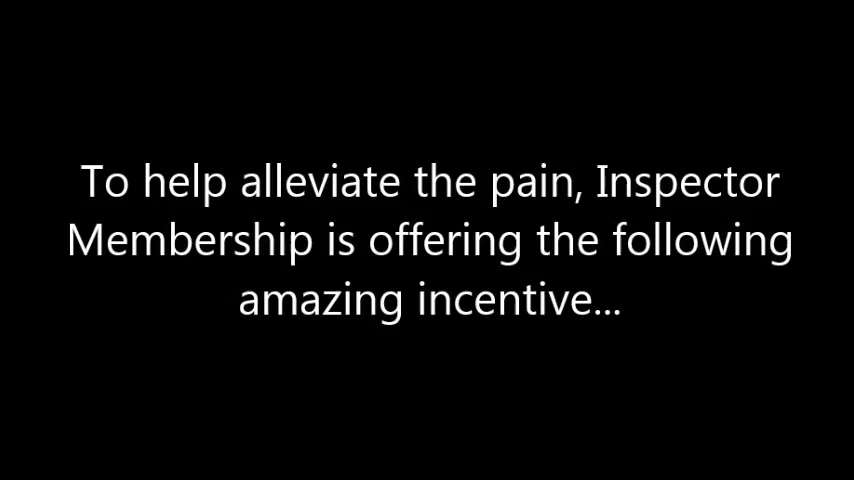 To help alleviate the pain, Inspector
Membership is offering the following
amazing incentive...